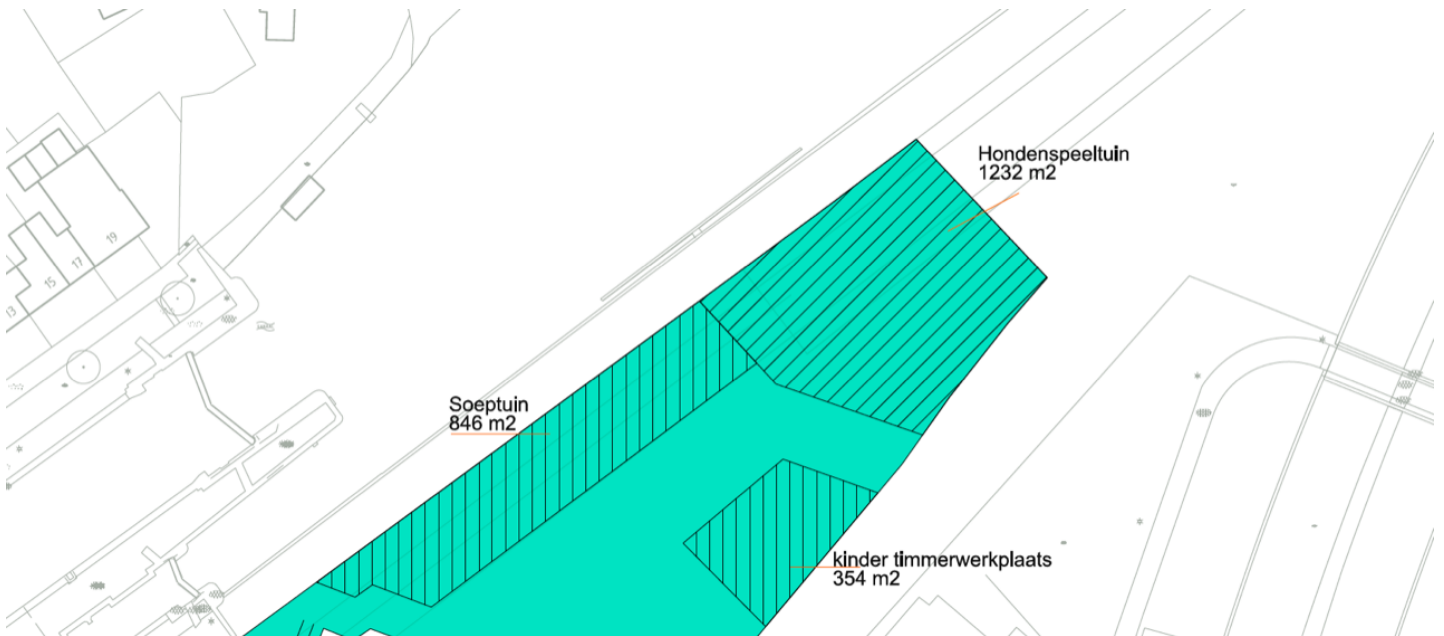 Hondenspeeltuin
1232 m2
19
17
15
13
Soeptuin
846 m2
kinder timmerwerkplaats
354 m2